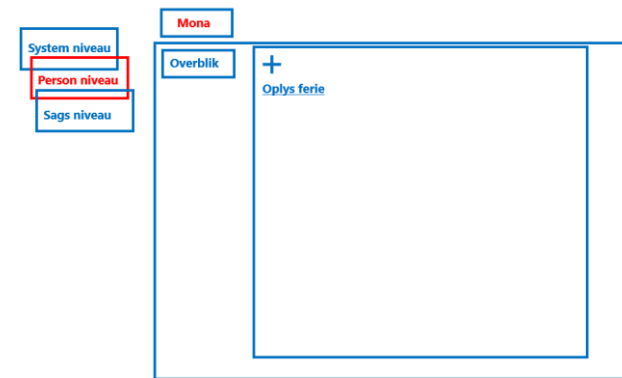 Mona
System niveau
Person niveau
Sags niveau
Overblik
Oplys ferie